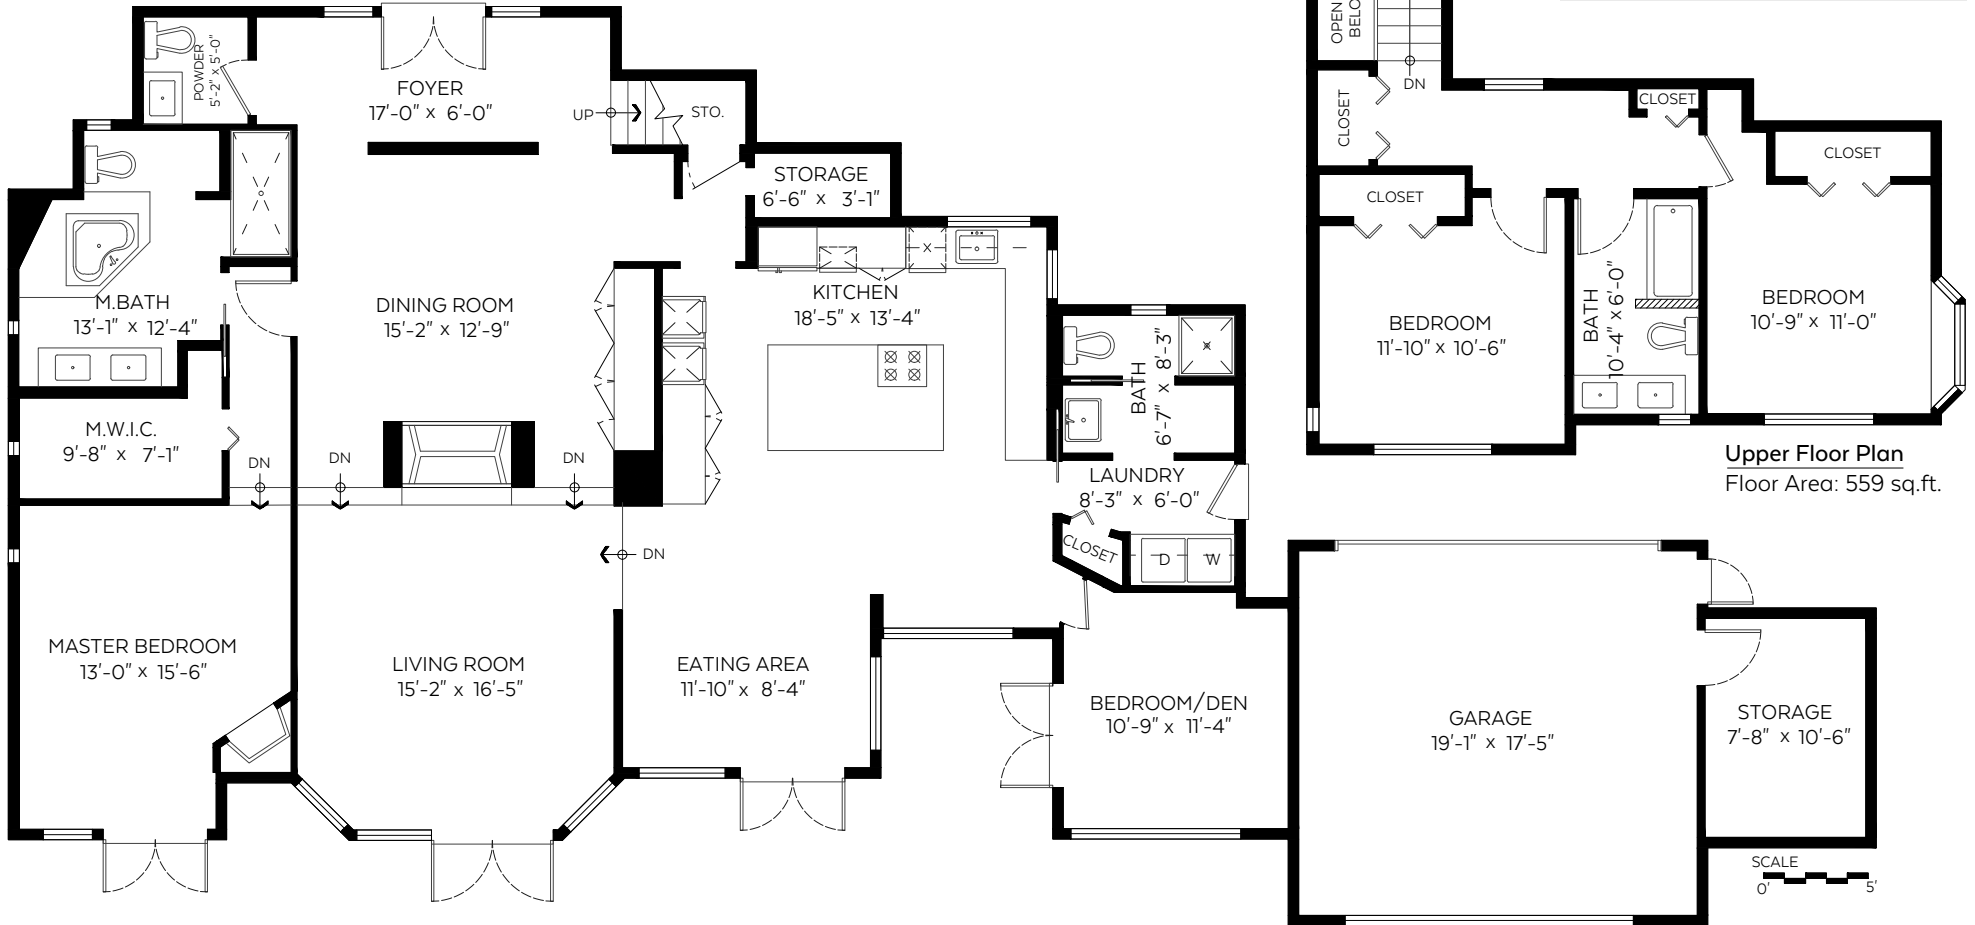 POWDER
5'-2" x 5'-0"
FOYER
17'-0" x 6'-0"
UP
STO.
STORAGE
6'-6" x 3'-1"
M.BATH
13'-1" x 12'-4"
DINING ROOM
15'-2" x 12'-9"
KITCHEN
18'-5" x 13'-4"
BATH
6'-7" x 8'-3"
M.W.I.C.
9'-8" x 7'-1"
DN
DN
DN
LAUNDRY
8'-3" x 6'-0"
CLOSET
D
W
DN
MASTER BEDROOM
13'-0" x 15'-6"
LIVING ROOM
15'-2" x 16'-5"
EATING AREA
11'-10" x 8'-4"
BEDROOM/DEN
10'-9" x 11'-4"
GARAGE
19'-1" x 17'-5"
STORAGE
7'-8" x 10'-6"
SCALE
0'
5'
OPEN
BELO
DN
CLOSET
CLOSET
CLOSET
CLOSET
BEDROOM
11'-10" x 10'-6"
BATH
10'-4" x 6'-0"
BEDROOM
10'-9" x 11'-0"
Upper Floor Plan
Floor Area: 559 sq.ft.